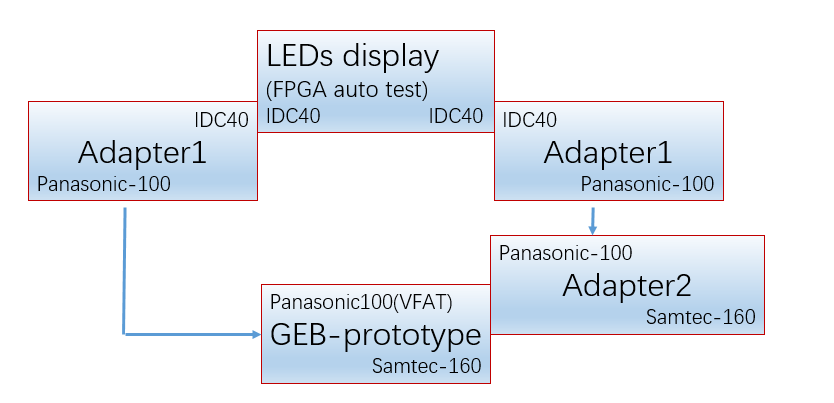 LEDs display
(FPGA auto test)
IDC40
IDC40
IDC40
Adapter1
Panasonic-100
IDC40
Adapter1
Panasonic-100
Panasonic-100
Adapter2
Samtec-160
Panasonic100(VFAT)
GEB-prototype
Samtec-160